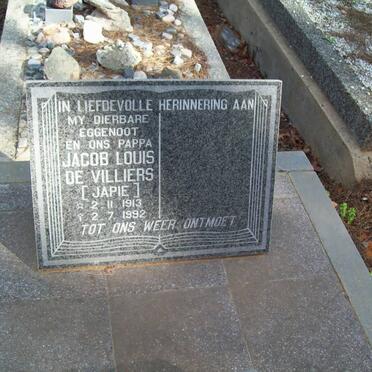 IN LIEFDEVOLLE HERINNERING AAN
MY DIERBARE
EGGENOOT
EN ONS PAPPA
JACOB LOUIS
DE VILLIERS
[JAPIE]
☆ 2.11.1913
† 2.7.1992
TOT ONS WEER ONTMOET